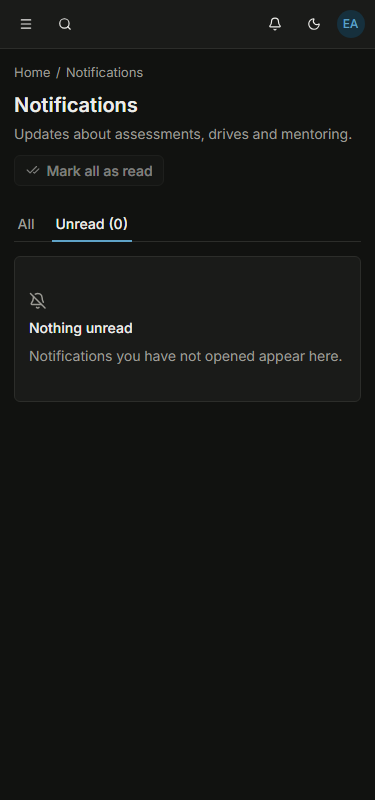 EA
Home / Notifications
Notifications
Updates about assessments, drives and mentoring.
Mark all as read
All
Unread (0)
Nothing unread
Notifications you have not opened appear here.